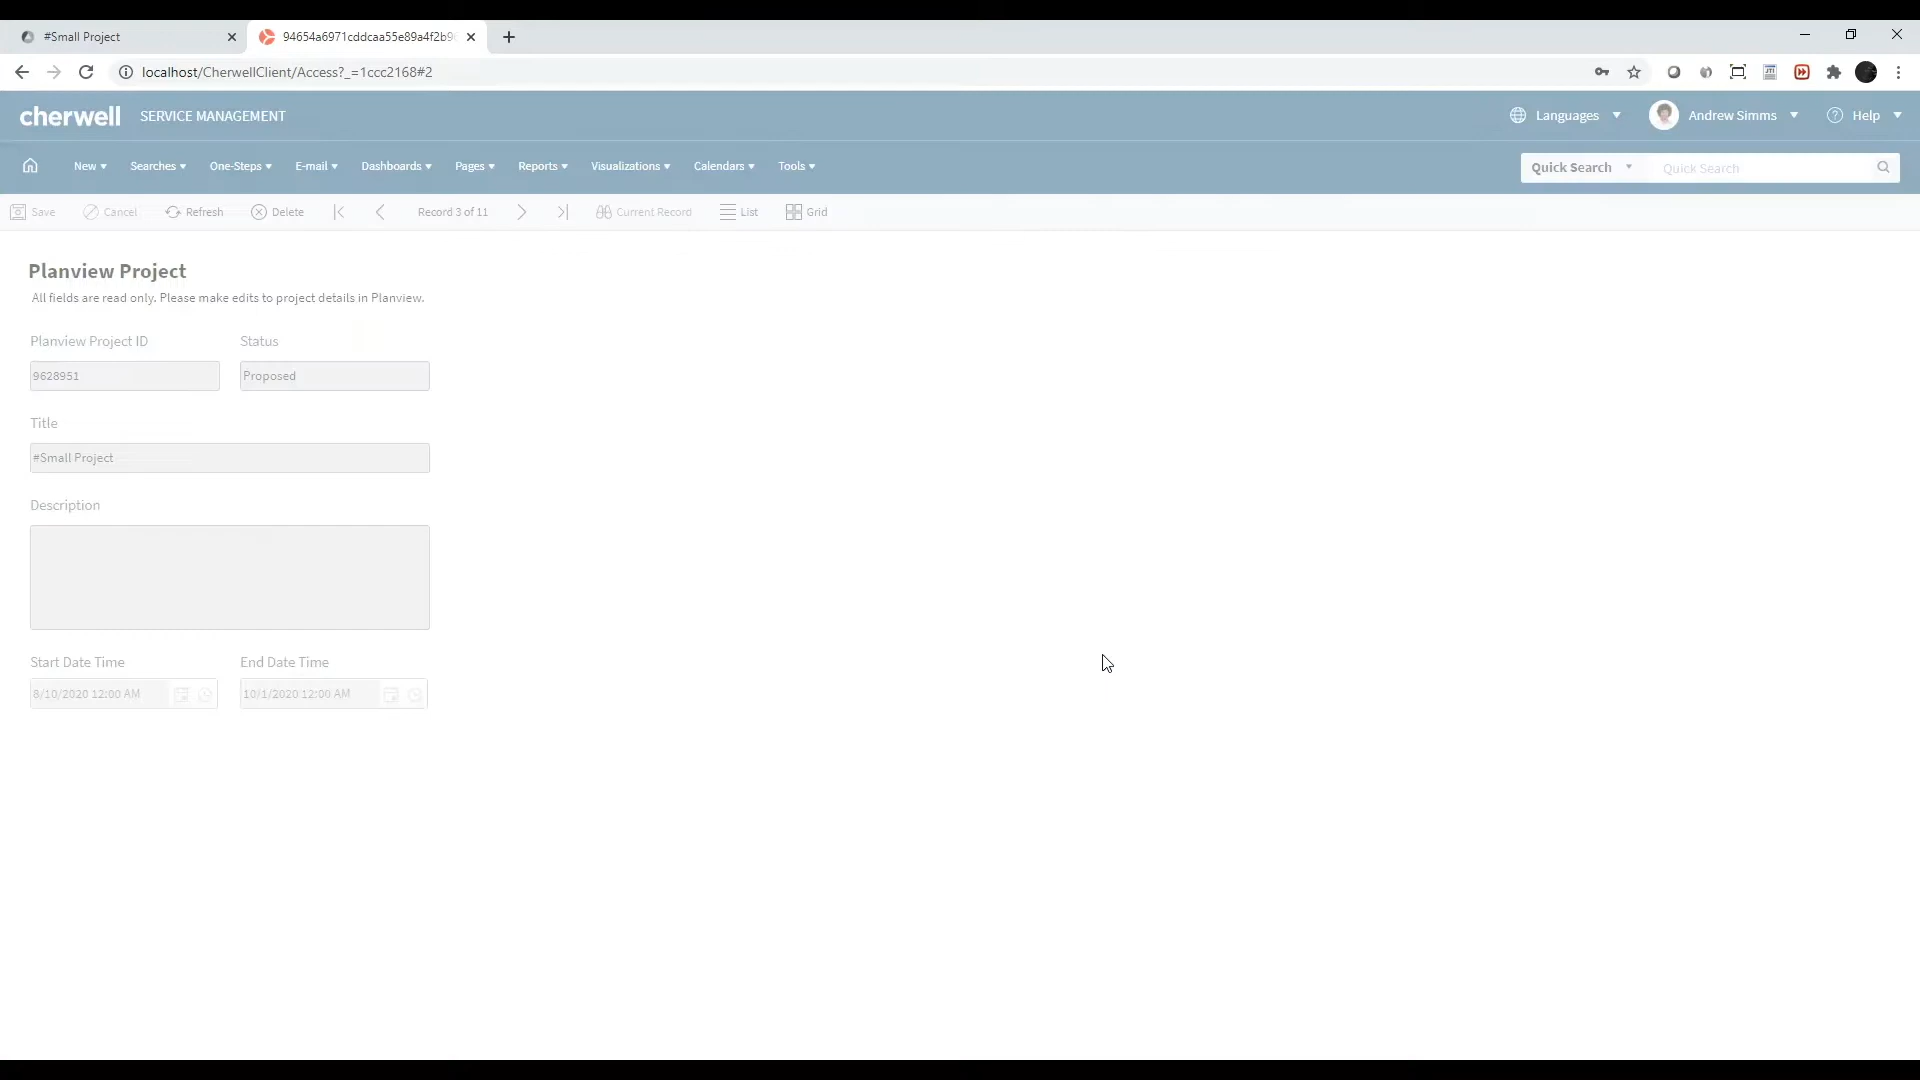 #Small Project
94654a6971cddcaa55e89a4f2b9
localhost/CherwellClient/Access?_=1ccc2168#2
cherwell SERVICE MANAGEMENT
Languages
Andrew Simms
Help
New
Searches
One-Steps
E-mail
Dashboards
Pages
Reports
Visualizations
Calendars
Tools
Quick Search
Quick Search
Save
Cancel
Refresh
Delete
Record 3 of 11
Current Record
List
Grid
Planview Project
All fields are read only. Please make edits to project details in Planview.
Planview Project ID
Status
9628951
Proposed
Title
#Small Project
Description
Start Date Time
End Date Time
8/10/2020 12:00 AM
10/1/2020 12:00 AM